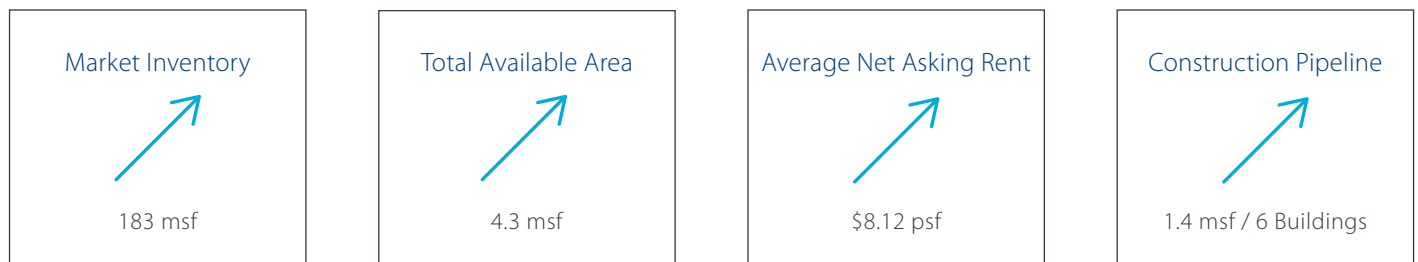 Market Inventory
183 msf
Total Available Area
4.3 msf
Average Net Asking Rent
$8.12 psf
Construction Pipeline
1.4 msf / 6 Buildings